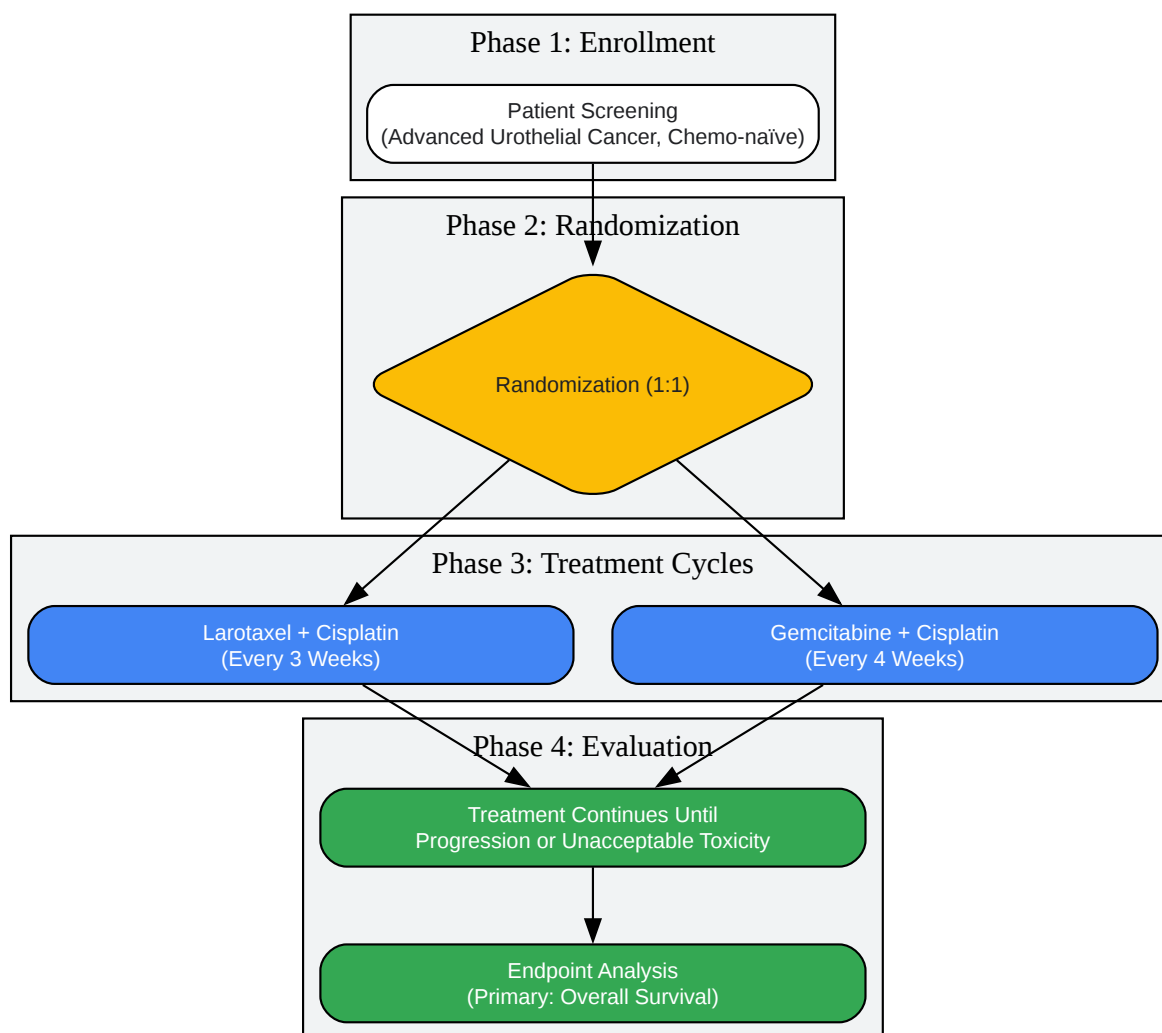 Phase 1: Enrollment
Patient Screening
(Advanced Urothelial Cancer, Chemo-naïve)
Phase 2: Randomization
Randomization (1:1)
Phase 3: Treatment Cycles
Larotaxel + Cisplatin
(Every 3 Weeks)
Gemcitabine + Cisplatin
(Every 4 Weeks)
Phase 4: Evaluation
Treatment Continues Until
Progression or Unacceptable Toxicity
Endpoint Analysis
(Primary: Overall Survival)